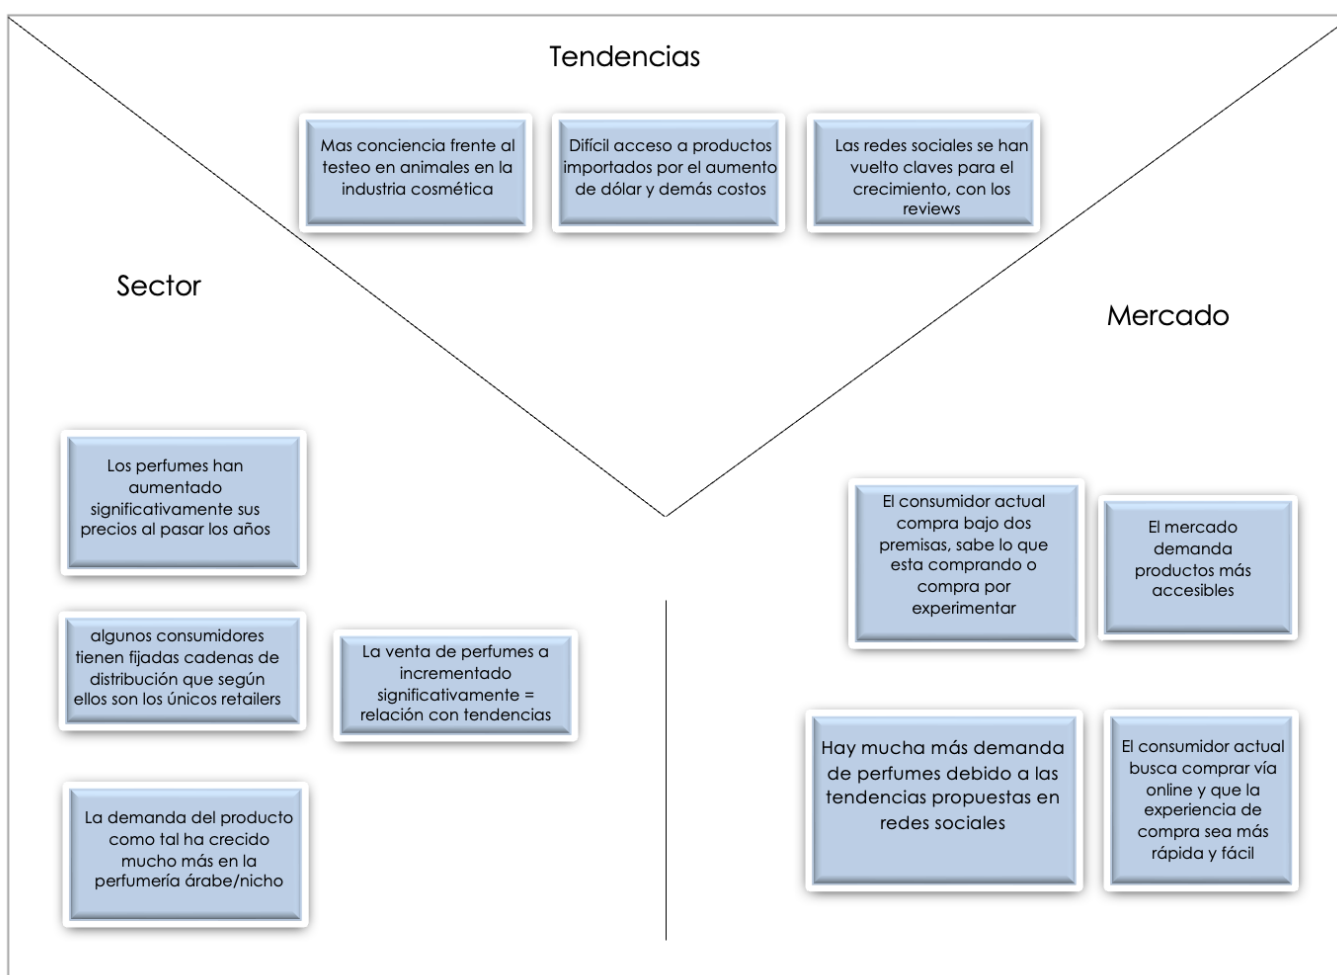 Tendencias
Mas conciencia frente al
testeo en animales en la
industria cosmética
Difícil acceso a productos
importados por el aumento
de dólar y demás costos
Las redes sociales se han
vuelto claves para el
crecimiento, con los
reviews
Sector
Los perfumes han
aumentado
significativamente sus
precios al pasar los años
algunos consumidores
tienen fijadas cadenas de
distribución que según
ellos son los únicos retailers
La venta de perfumes a
incrementado
significativamente =
relación con tendencias
La demanda del producto
como tal ha crecido
mucho más en la
perfumería árabe/nicho
Mercado
El consumidor actual
compra bajo dos
premisas, sabe lo que
esta comprando o
compra por
experimentar
El mercado
demanda
productos más
accesibles
Hay mucha más demanda
de perfumes debido a las
tendencias propuestas en
redes sociales
El consumidor actual
busca comprar vía
online y que la
experiencia de
compra sea más
rápida y fácil